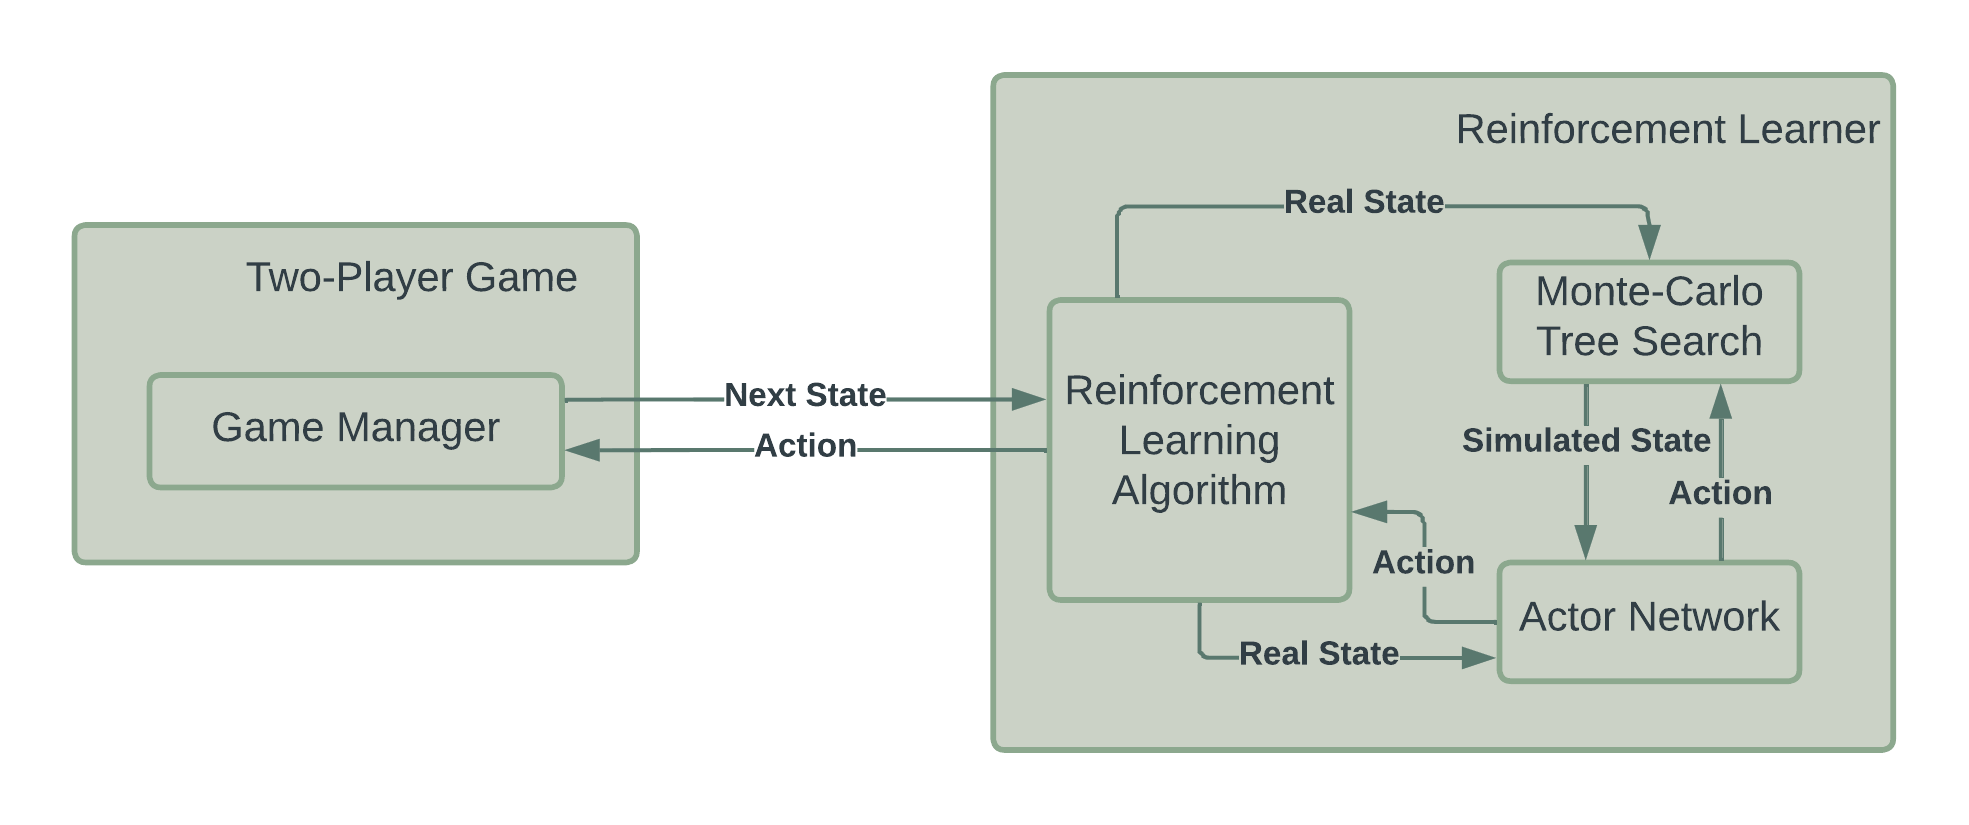 Reinforcement Learner
Real State
Two-Player Game
Monte-Carlo
Tree Search
Next State
Action
Game Manager
Reinforcement
Learning
Algorithm
Simulated State
Action
Action
Actor Network
Real State